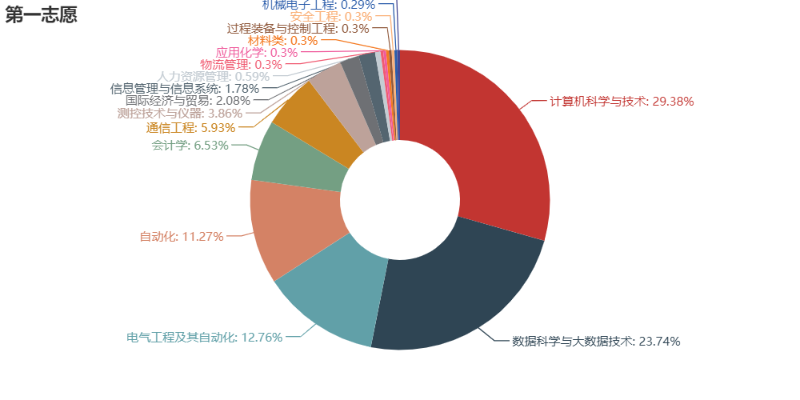 第一志愿
机械电子工程: 0.29%
安全工程: 0.3%
过程装备与控制工程: 0.3%
材料类: 0.3%
应用化学: 0.3%
物流管理: 0.3%
人力资源管理: 0.59%
信息管理与信息系统: 1.78%
国际经济与贸易: 2.08%
测控技术与仪器: 3.86%
通信工程: 5.93%
会计学: 6.53%
自动化: 11.27%
电气工程及其自动化: 12.76%
计算机科学与技术: 29.38%
数据科学与大数据技术: 23.74%